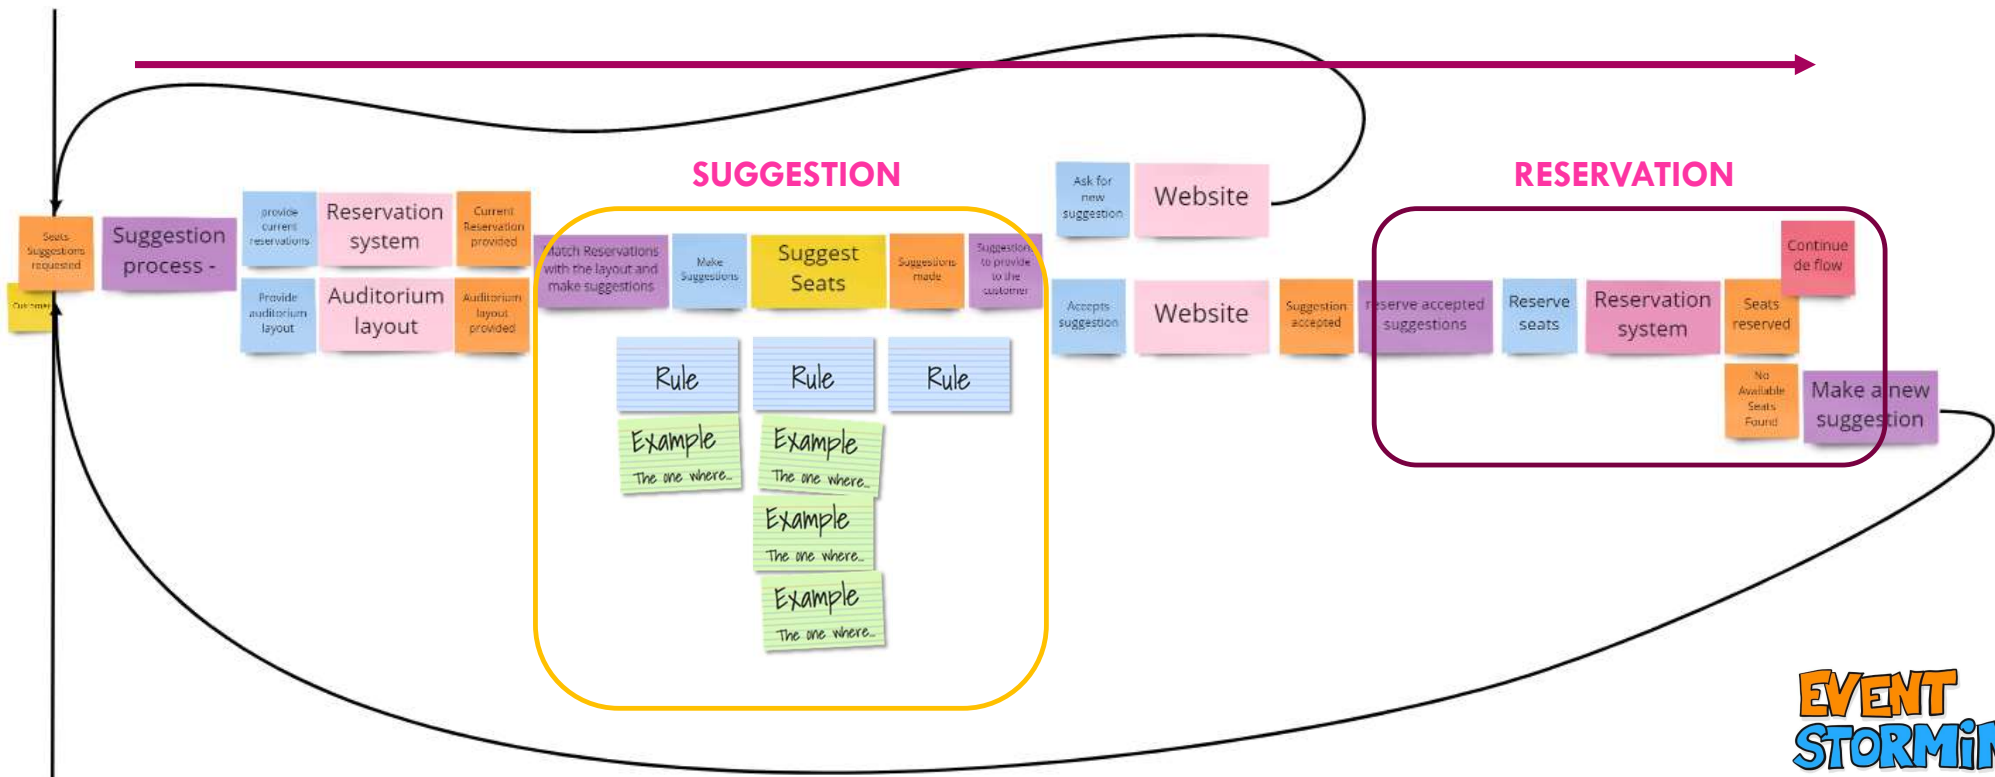 SUGGESTION
RESERVATION
Seats
Suggestions
requested
Customer
Suggestion
process -
provide
current
reservations
Reservation
system
Current
Reservation
provided
Provide
auditorium
layout
Auditorium
layout
Auditorium
layout
provided
Match Reservations
with the layout and
make suggestions
Make
Suggestions
Suggest
Seats
Suggestions
made
Suggestions
to provide
to the
customer
Rule
Rule
Rule
Example
The one where...
Example
The one where...
Example
The one where...
Example
The one where...
Ask for
new
suggestion
Website
Accepts
suggestion
Website
Suggestion
accepted
reserve accepted
suggestions
Reserve
seats
Reservation
system
Seats
reserved
Continue
de flow
No
Available
Seats
Found
Make a new
suggestion
EVENT
STORMIN